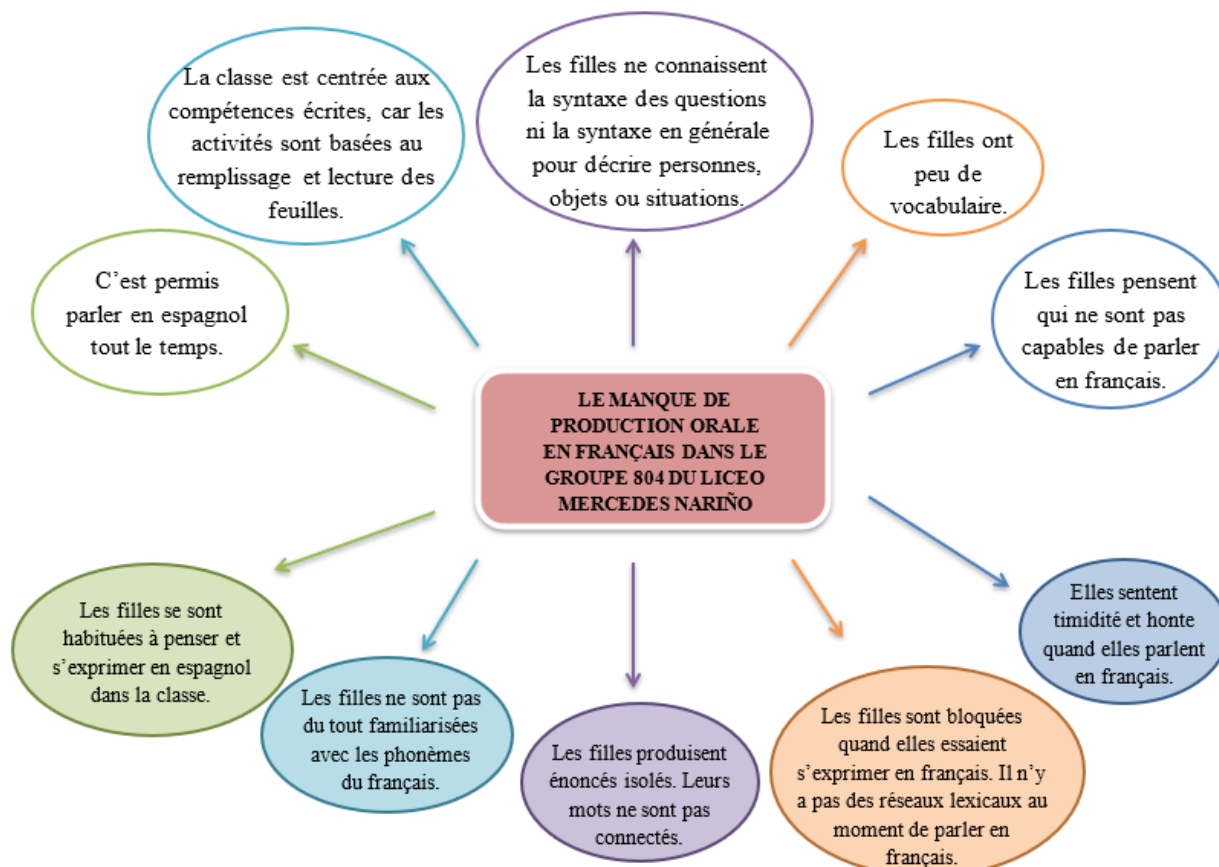 La classe est centrée aux
compétences écrites, car les
activités sont basées au
remplissage et lecture des
feuilles.
Les filles ne connaissent
la syntaxe des questions
ni la syntaxe en générale
pour décrire personnes,
objets ou situations.
Les filles ont
peu de
vocabulaire.
C’est permis
parler en espagnol
tout le temps.
Les filles pensent
qui ne sont pas
capables de parler
en français.
LE MANQUE DE
PRODUCTION ORALE
EN FRANÇAIS DANS LE
GROUPE 804 DU LICEO
MERCEDES NARIÑO
Les filles se sont
habituées à penser et
s’exprimer en espagnol
dans la classe.
Les filles ne sont pas
du tout familiarisées
avec les phonèmes
du français.
Les filles produisent
énoncés isolés. Leurs
mots ne sont pas
connectés.
Les filles sont bloquées
quand elles essaient
s’exprimer en français. Il n’y
a pas des réseaux lexicaux au
moment de parler en
français.
Elles sentent
timidité et honte
quand elles parlent
en français.